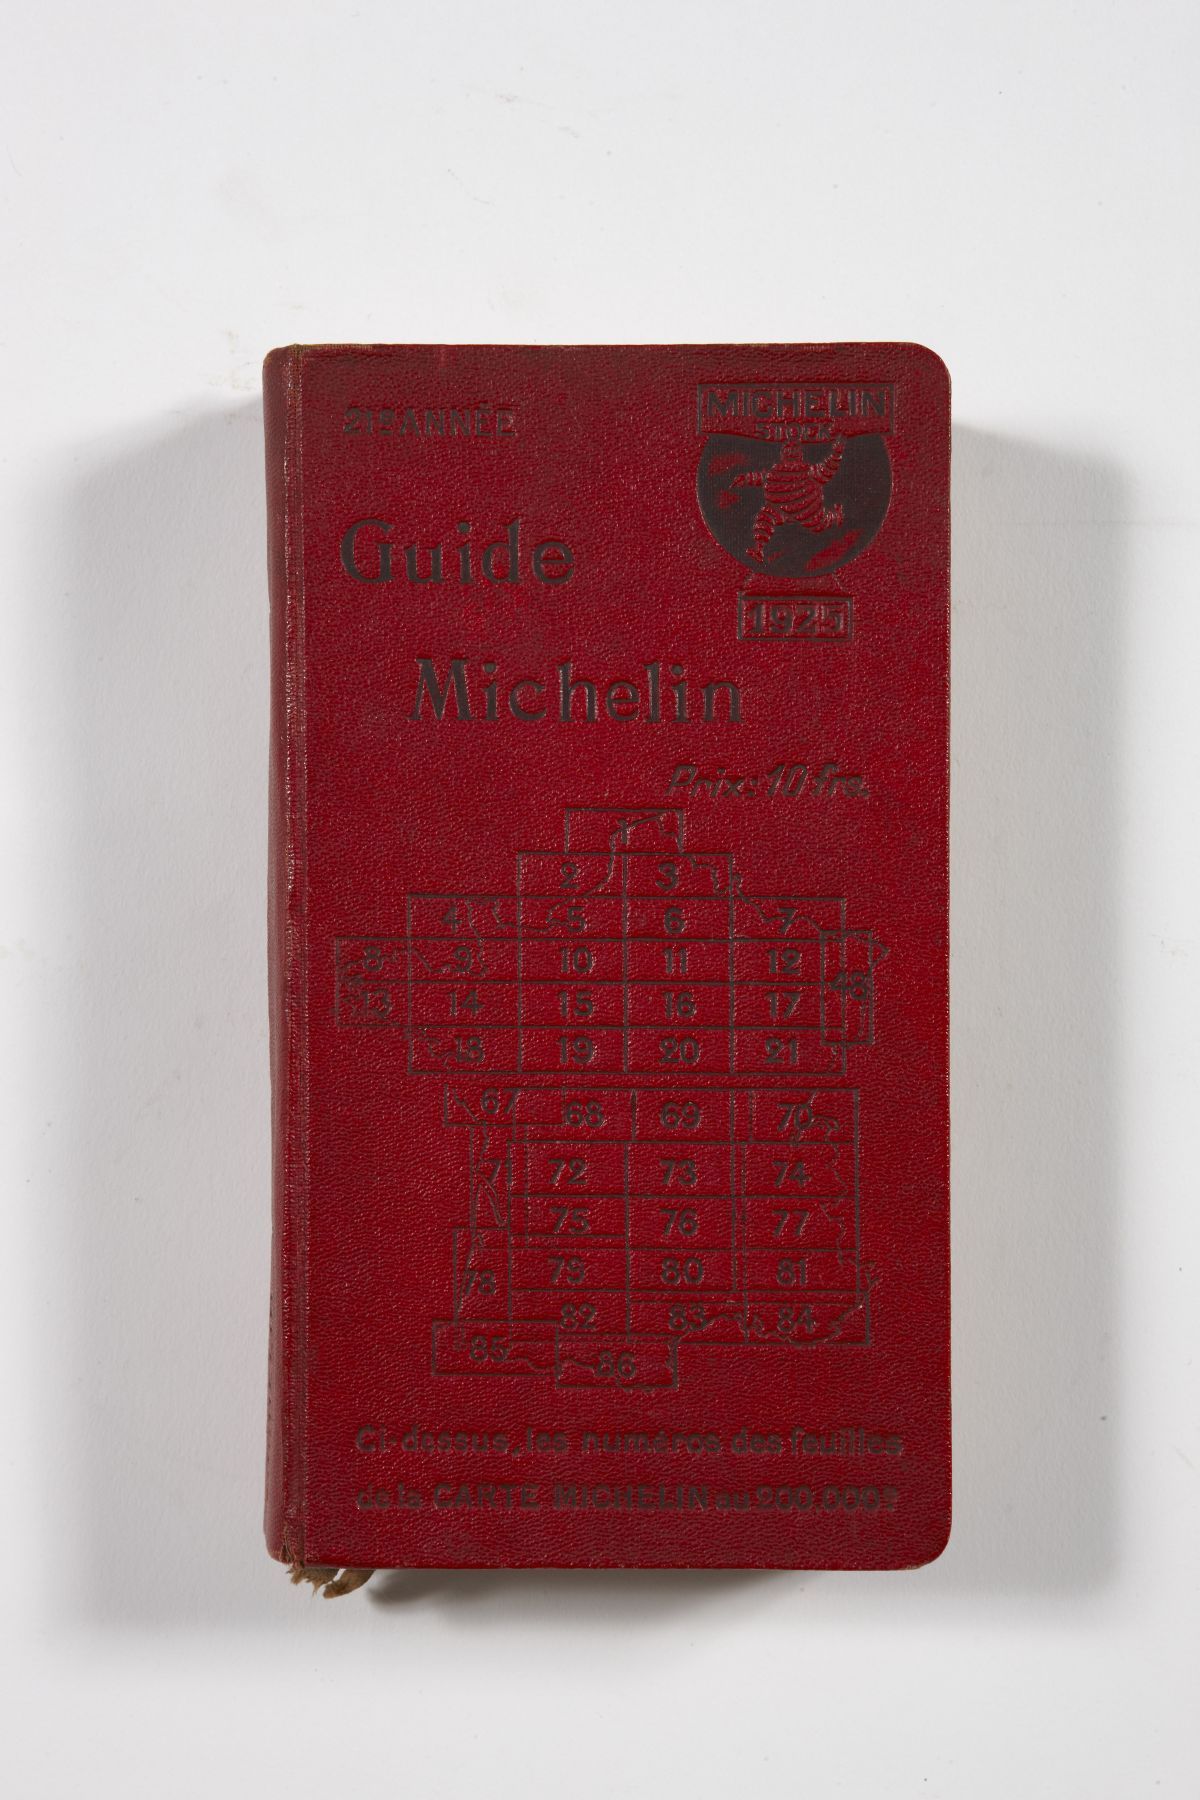 21e ANNÉE
MICHELIN
STOCK
Guide
1925
Michelin
Prix: 10 frs.
1
2 3
4 5 6 7
8 9 10 11 12
48
13 14 15 16 17
18 19 20 21
67 68 69 70
71 72 73 74
75 76 77
78 79 80 81
82 83 84
85 86
Ci-dessus, les numéros des feuilles
de la CARTE MICHELIN au 200.000e